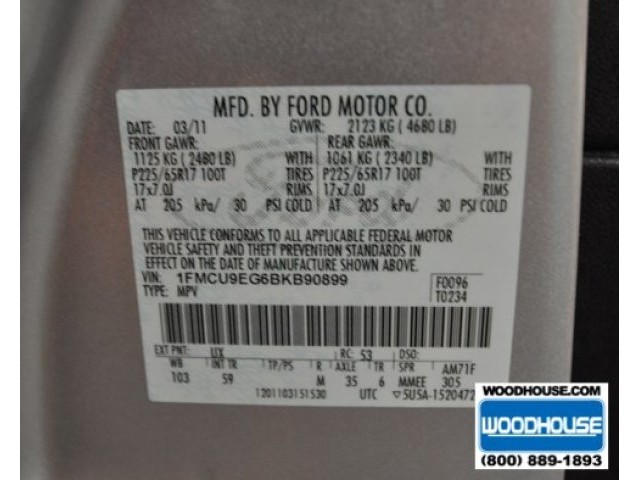 MFD. BY FORD MOTOR CO.
DATE: 03/11 GVWR: 2123 KG ( 4680 LB)
FRONT GAWR: REAR GAWR:
1125 KG ( 2480 LB) WITH 1061 KG ( 2340 LB) WITH
P225/65R17 100T TIRES P225/65R17 100T TIRES
17x7.0J RIMS 17x7.0J RIMS
AT 205 kPa/ 30 PSI COLD AT 205 kPa/ 30 PSI COLD
THIS VEHICLE CONFORMS TO ALL APPLICABLE FEDERAL MOTOR
VEHICLE SAFETY AND THEFT PREVENTION STANDARDS IN
EFFECT ON THE DATE OF MANUFACTURE SHOWN ABOVE.
VIN: 1FMCU9EG6BKB90899 F0096
TYPE: MPV T0234
EXT PNT: UX RC: 53 DSO:
WB INT TR TP/PS R AXLE TR SPR AM71F
103 59 M 35 6 MMEE 305
1201103151530 UTC ▽5U5A-1520472
WOODHOUSE.COM
WOODHOUSE
(800) 889-1893